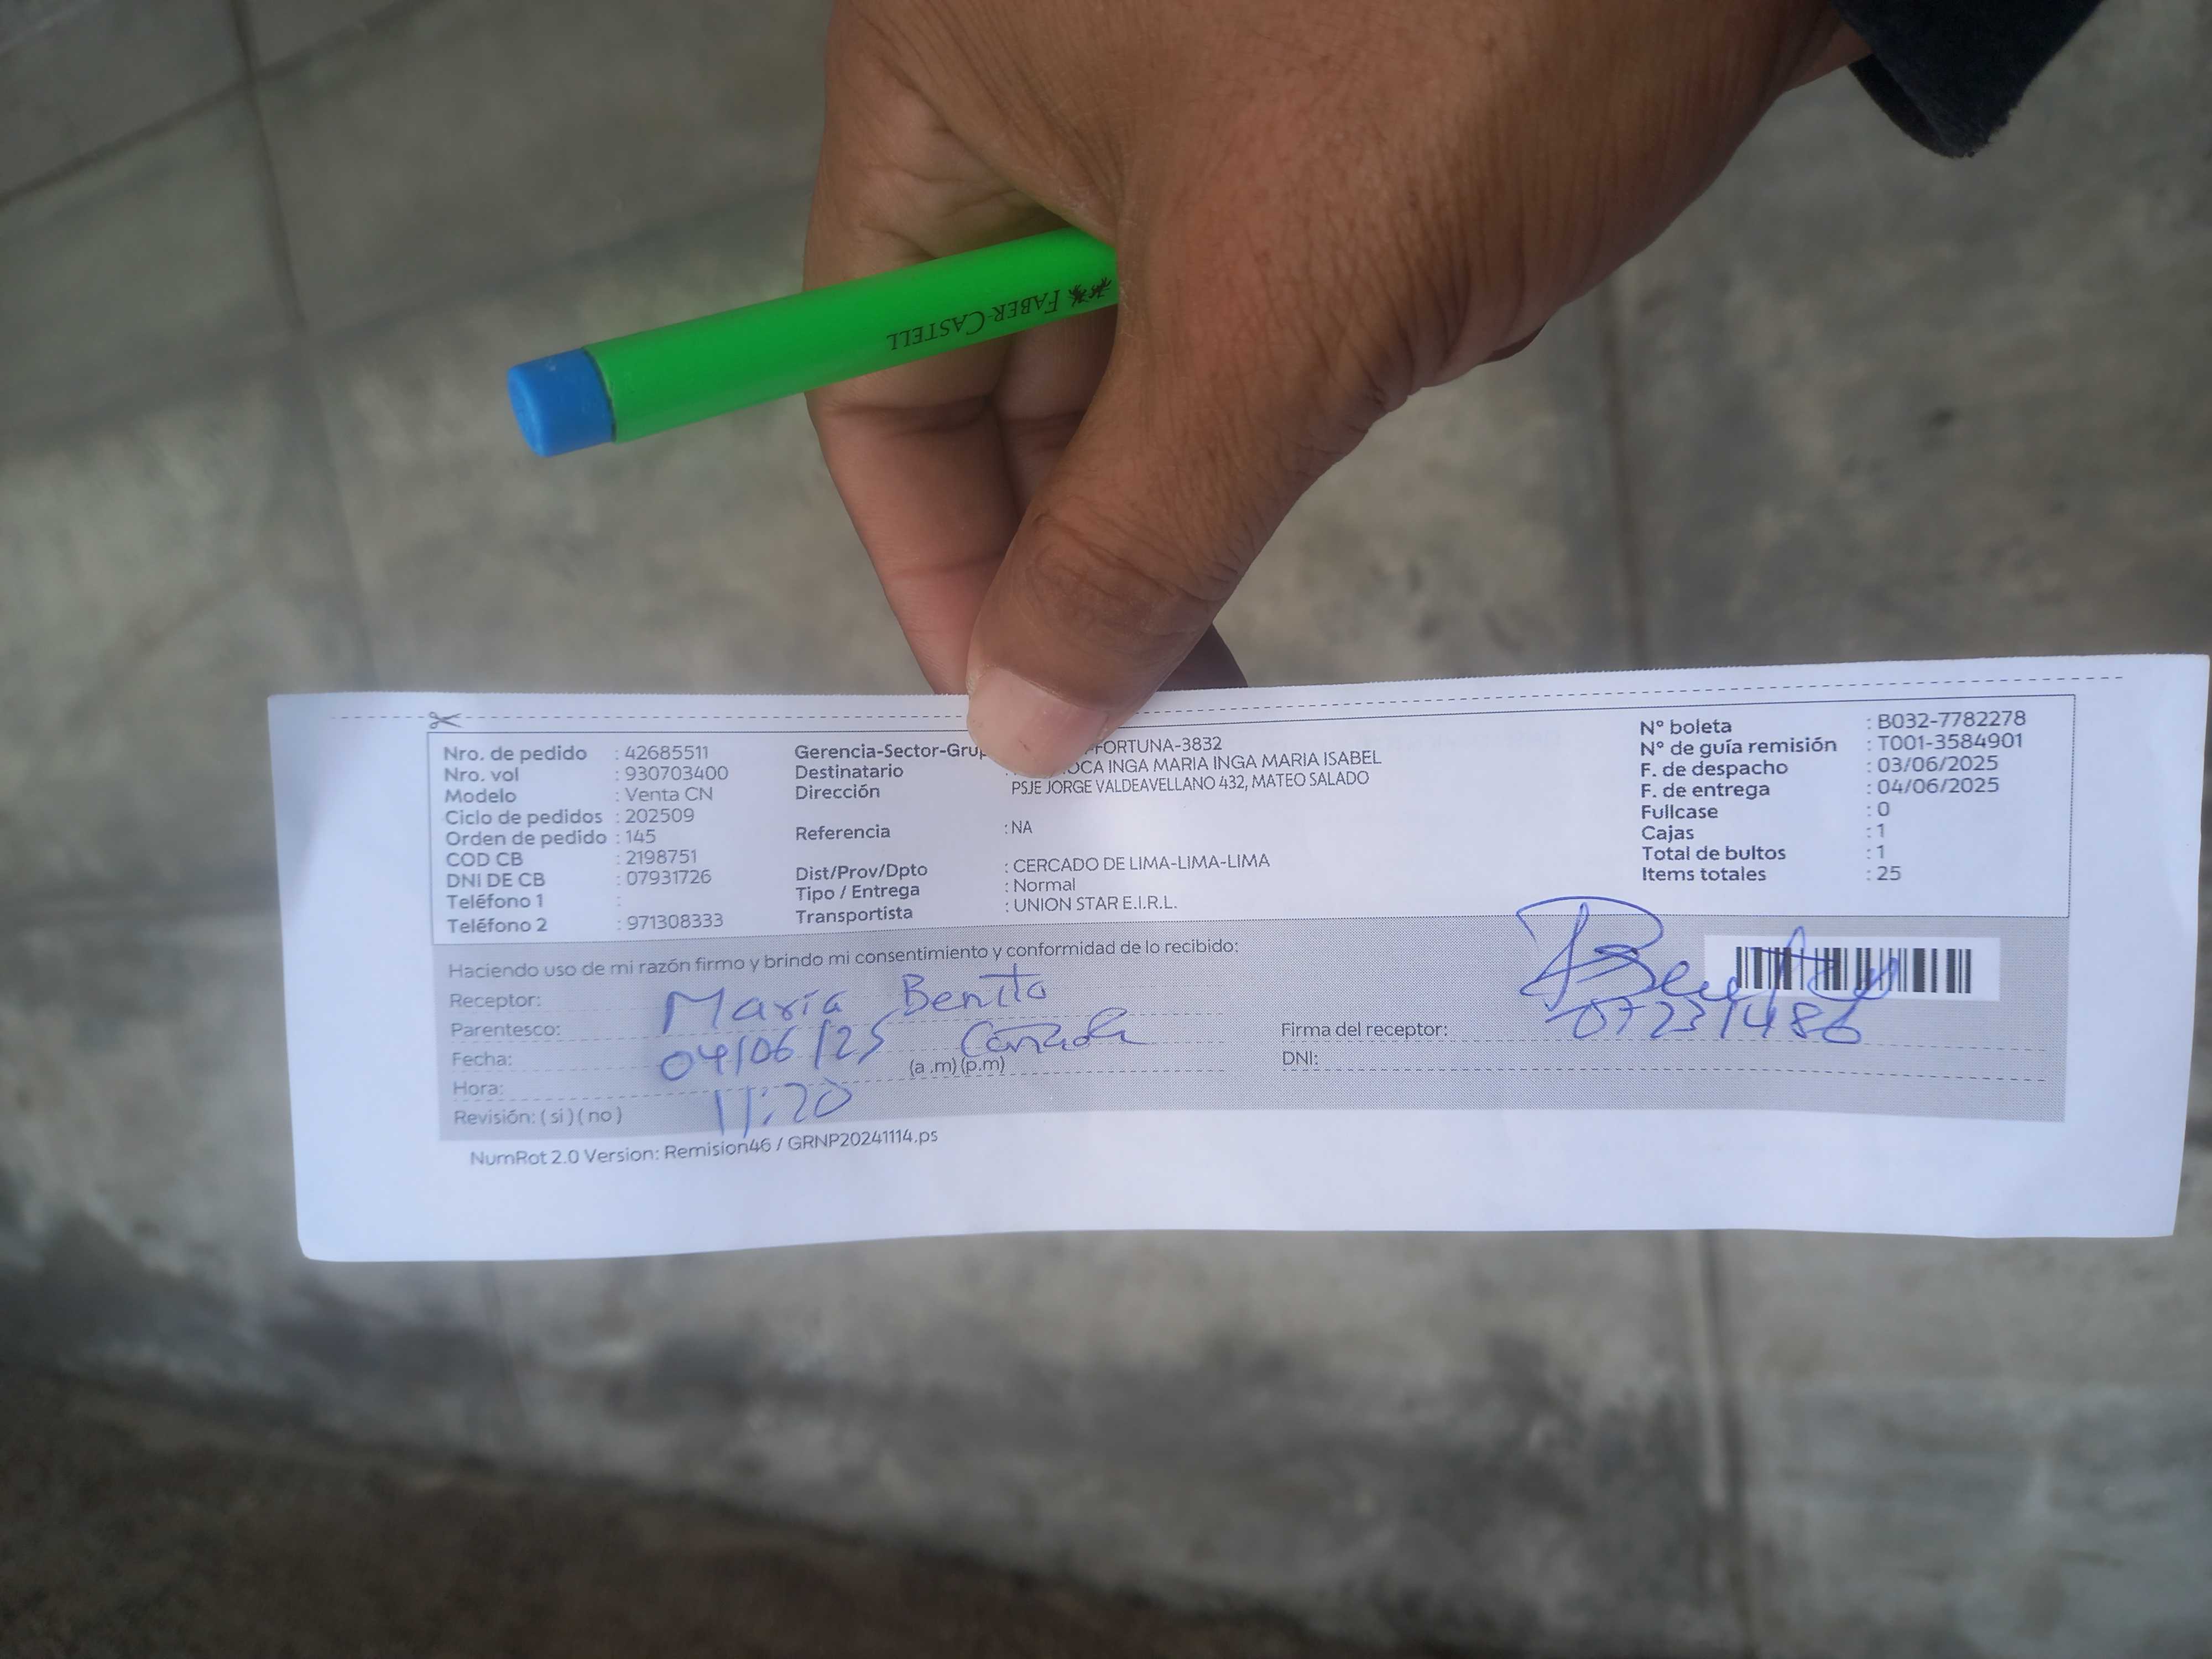 FABER-CASTELL
Nro. de pedido : 42685511
Nro. vol : 930703400
Modelo : Venta CN
Ciclo de pedidos : 202509
Orden de pedido : 145
COD CB : 2198751
DNI DE CB : 07931726
Teléfono 1 :
Teléfono 2 : 971308333
Gerencia-Sector-Gru FORTUNA-3832
Destinatario : OCA INGA MARIA INGA MARIA ISABEL
Dirección PSJE JORGE VALDEAVELLANO 432, MATEO SALADO
Referencia : NA
Dist/Prov/Dpto : CERCADO DE LIMA-LIMA-LIMA
Tipo / Entrega : Normal
Transportista : UNION STAR E.I.R.L.
N° boleta : B032-7782278
N° de guía remisión : T001-3584901
F. de despacho : 03/06/2025
F. de entrega : 04/06/2025
Fullcase : 0
Cajas : 1
Total de bultos : 1
Items totales : 25
Haciendo uso de mi razón firmo y brindo mi consentimiento y conformidad de lo recibido:
Receptor: María Benito
Parentesco:
Fecha: 04/06/25 (a .m) (p.m)
Hora: 11:20
Revisión: ( si ) ( no )
Firma del receptor:
DNI: 07231486
NumRot 2.0 Version: Remision46 / GRNP20241114.ps